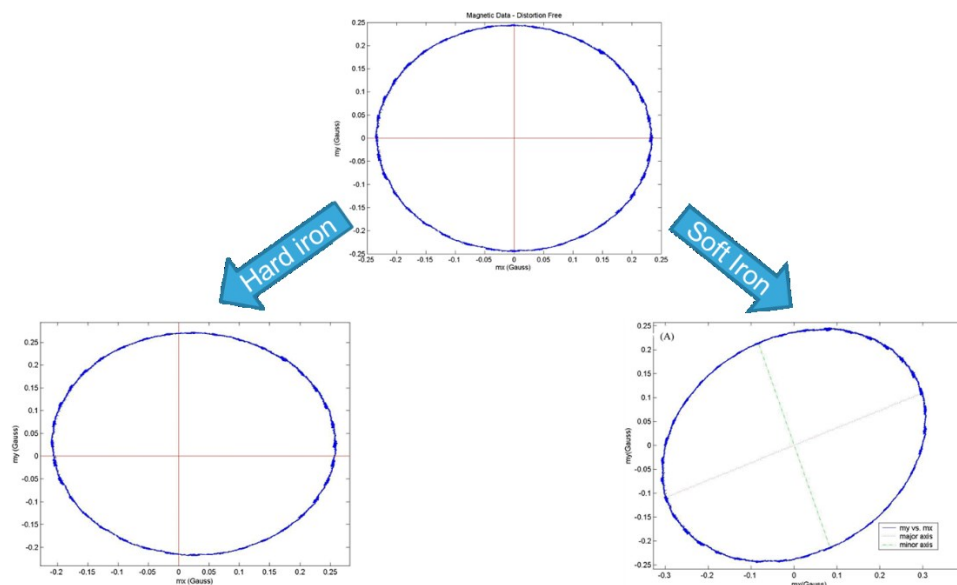 Magnetic Data - Distortion Free
0.25
0.2
0.15
0.1
0.05
0
-0.05
-0.1
-0.15
-0.2
-0.25
my (Gauss)
-0.25 -0.2 -0.15 -0.1 -0.05 0 0.05 0.1 0.15 0.2 0.25
mx (Gauss)
Hard iron
Soft Iron
0.25
0.2
0.15
0.1
0.05
0
-0.05
-0.1
-0.15
-0.2
my (Gauss)
-0.2 -0.15 -0.1 -0.05 0 0.05 0.1 0.15 0.2 0.25
mx (Gauss)
(A)
0.25
0.2
0.15
0.1
0.05
0
-0.05
-0.1
-0.15
-0.2
-0.25
my(Gauss)
-0.3 -0.2 -0.1 0 0.1 0.2 0.3
mx(Gauss)
my vs. mx
major axis
minor axis